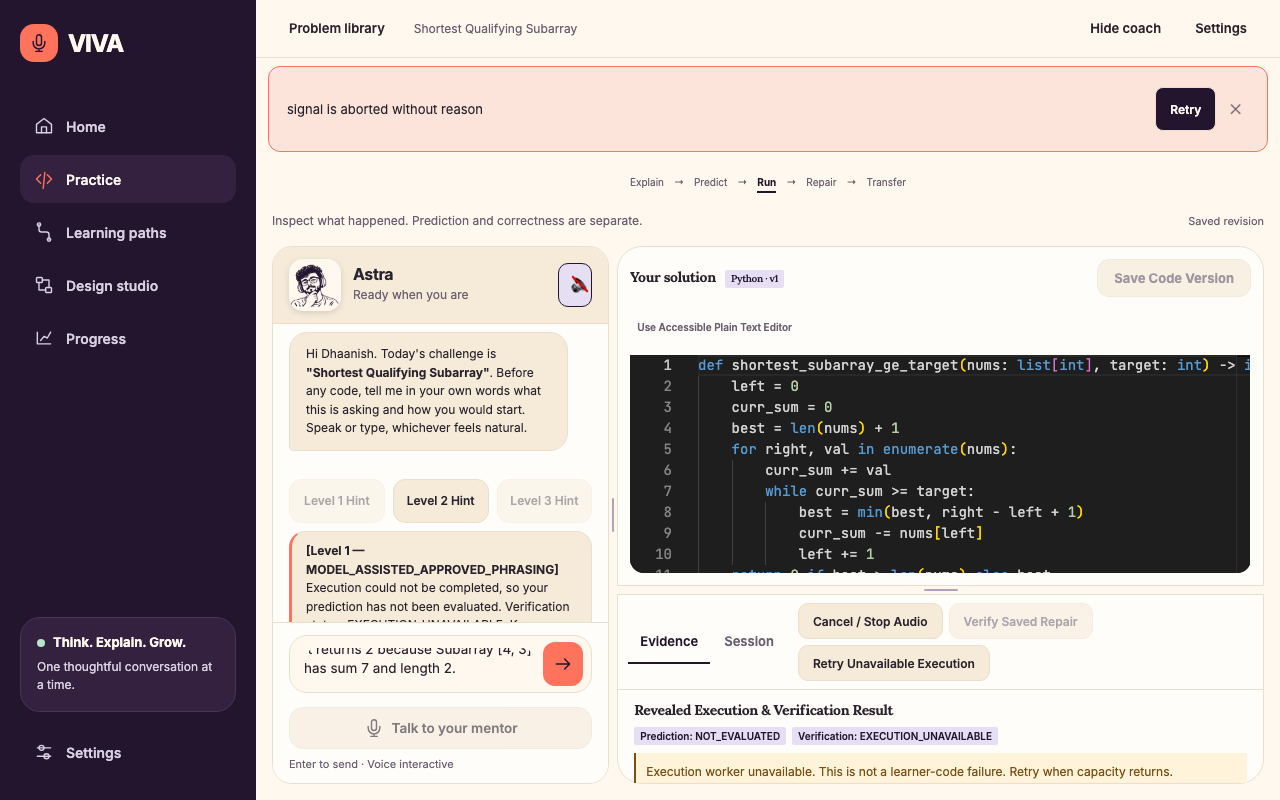 VIVA
Home
Practice
Learning paths
Design studio
Progress
Think. Explain. Grow.
One thoughtful conversation at
a time.
Settings
Problem library
Shortest Qualifying Subarray
Hide coach
Settings
signal is aborted without reason
Retry
Explain → Predict → Run → Repair → Transfer
Inspect what happened. Prediction and correctness are separate.
Saved revision
Astra
Ready when you are
Hi Dhaanish. Today's challenge is
"Shortest Qualifying Subarray". Before
any code, tell me in your own words what
this is asking and how you would start.
Speak or type, whichever feels natural.
Level 1 Hint
Level 2 Hint
Level 3 Hint
[Level 1 —
MODEL_ASSISTED_APPROVED_PHRASING]
Execution could not be completed, so your
prediction has not been evaluated. Verification
returns 2 because Subarray [4, 3]
has sum 7 and length 2.
Talk to your mentor
Enter to send · Voice interactive
Your solution
Python · v1
Save Code Version
Use Accessible Plain Text Editor
1 def shortest_subarray_ge_target(nums: list[int], target: int) -> i
2 left = 0
3 curr_sum = 0
4 best = len(nums) + 1
5 for right, val in enumerate(nums):
6 curr_sum += val
7 while curr_sum >= target:
8 best = min(best, right - left + 1)
9 curr_sum -= nums[left]
10 left += 1
Evidence
Session
Cancel / Stop Audio
Verify Saved Repair
Retry Unavailable Execution
Revealed Execution & Verification Result
Prediction: NOT_EVALUATED
Verification: EXECUTION_UNAVAILABLE
Execution worker unavailable. This is not a learner-code failure. Retry when capacity returns.